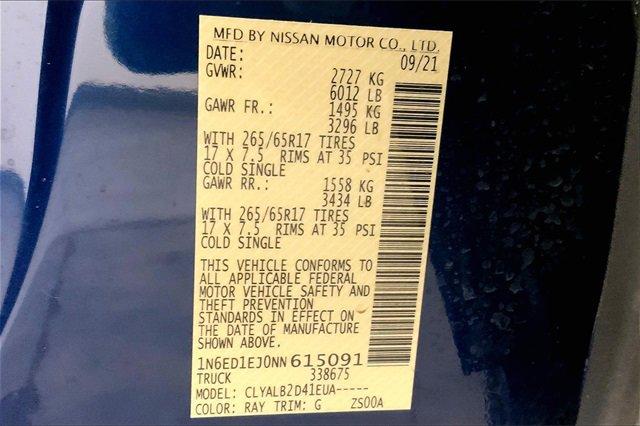 MFD BY NISSAN MOTOR CO., LTD.
DATE: 09/21
GVWR: 2727 KG
6012 LB
GAWR FR.: 1495 KG
3296 LB
WITH 265/65R17 TIRES
17 X 7.5 RIMS AT 35 PSI
COLD SINGLE
GAWR RR.: 1558 KG
3434 LB
WITH 265/65R17 TIRES
17 X 7.5 RIMS AT 35 PSI
COLD SINGLE
THIS VEHICLE CONFORMS TO
ALL APPLICABLE FEDERAL
MOTOR VEHICLE SAFETY AND
THEFT PREVENTION
STANDARDS IN EFFECT ON
THE DATE OF MANUFACTURE
SHOWN ABOVE.
1N6ED1EJ0NN615091
TRUCK 338675
MODEL: CLYALB2D41EUA-----
COLOR: RAY TRIM: G ZS00A